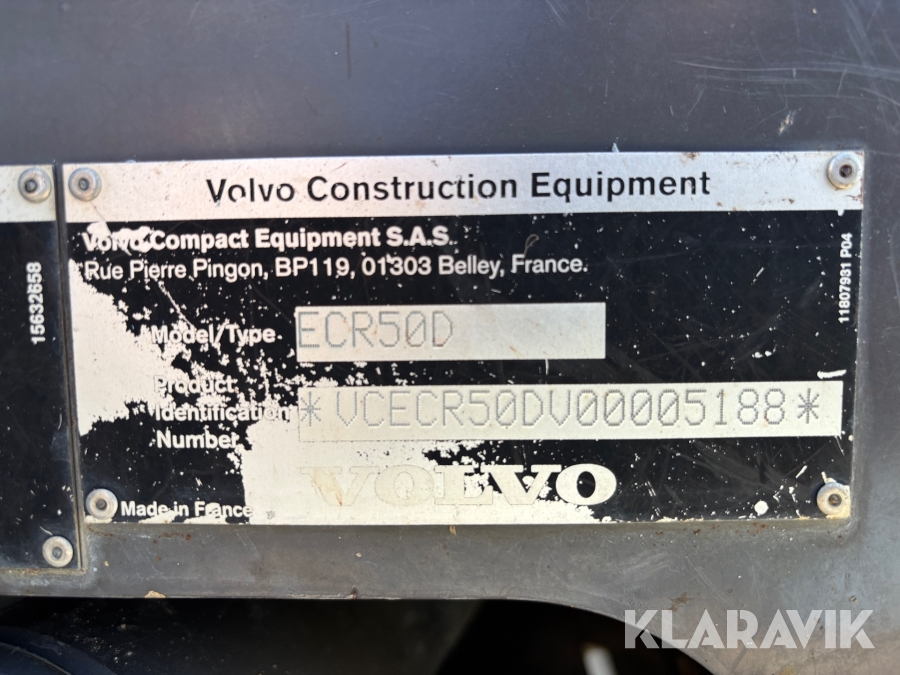 Volvo Construction Equipment
Volvo Compact Equipment S.A.S.
Rue Pierre Pingon, BP119, 01303 Belley, France.
Model/Type ECR50D
Product
Identification
Number
*VCECR50DV00005188*
VOLVO
Made in France
15632658
11807931 P04
KLARAVIK